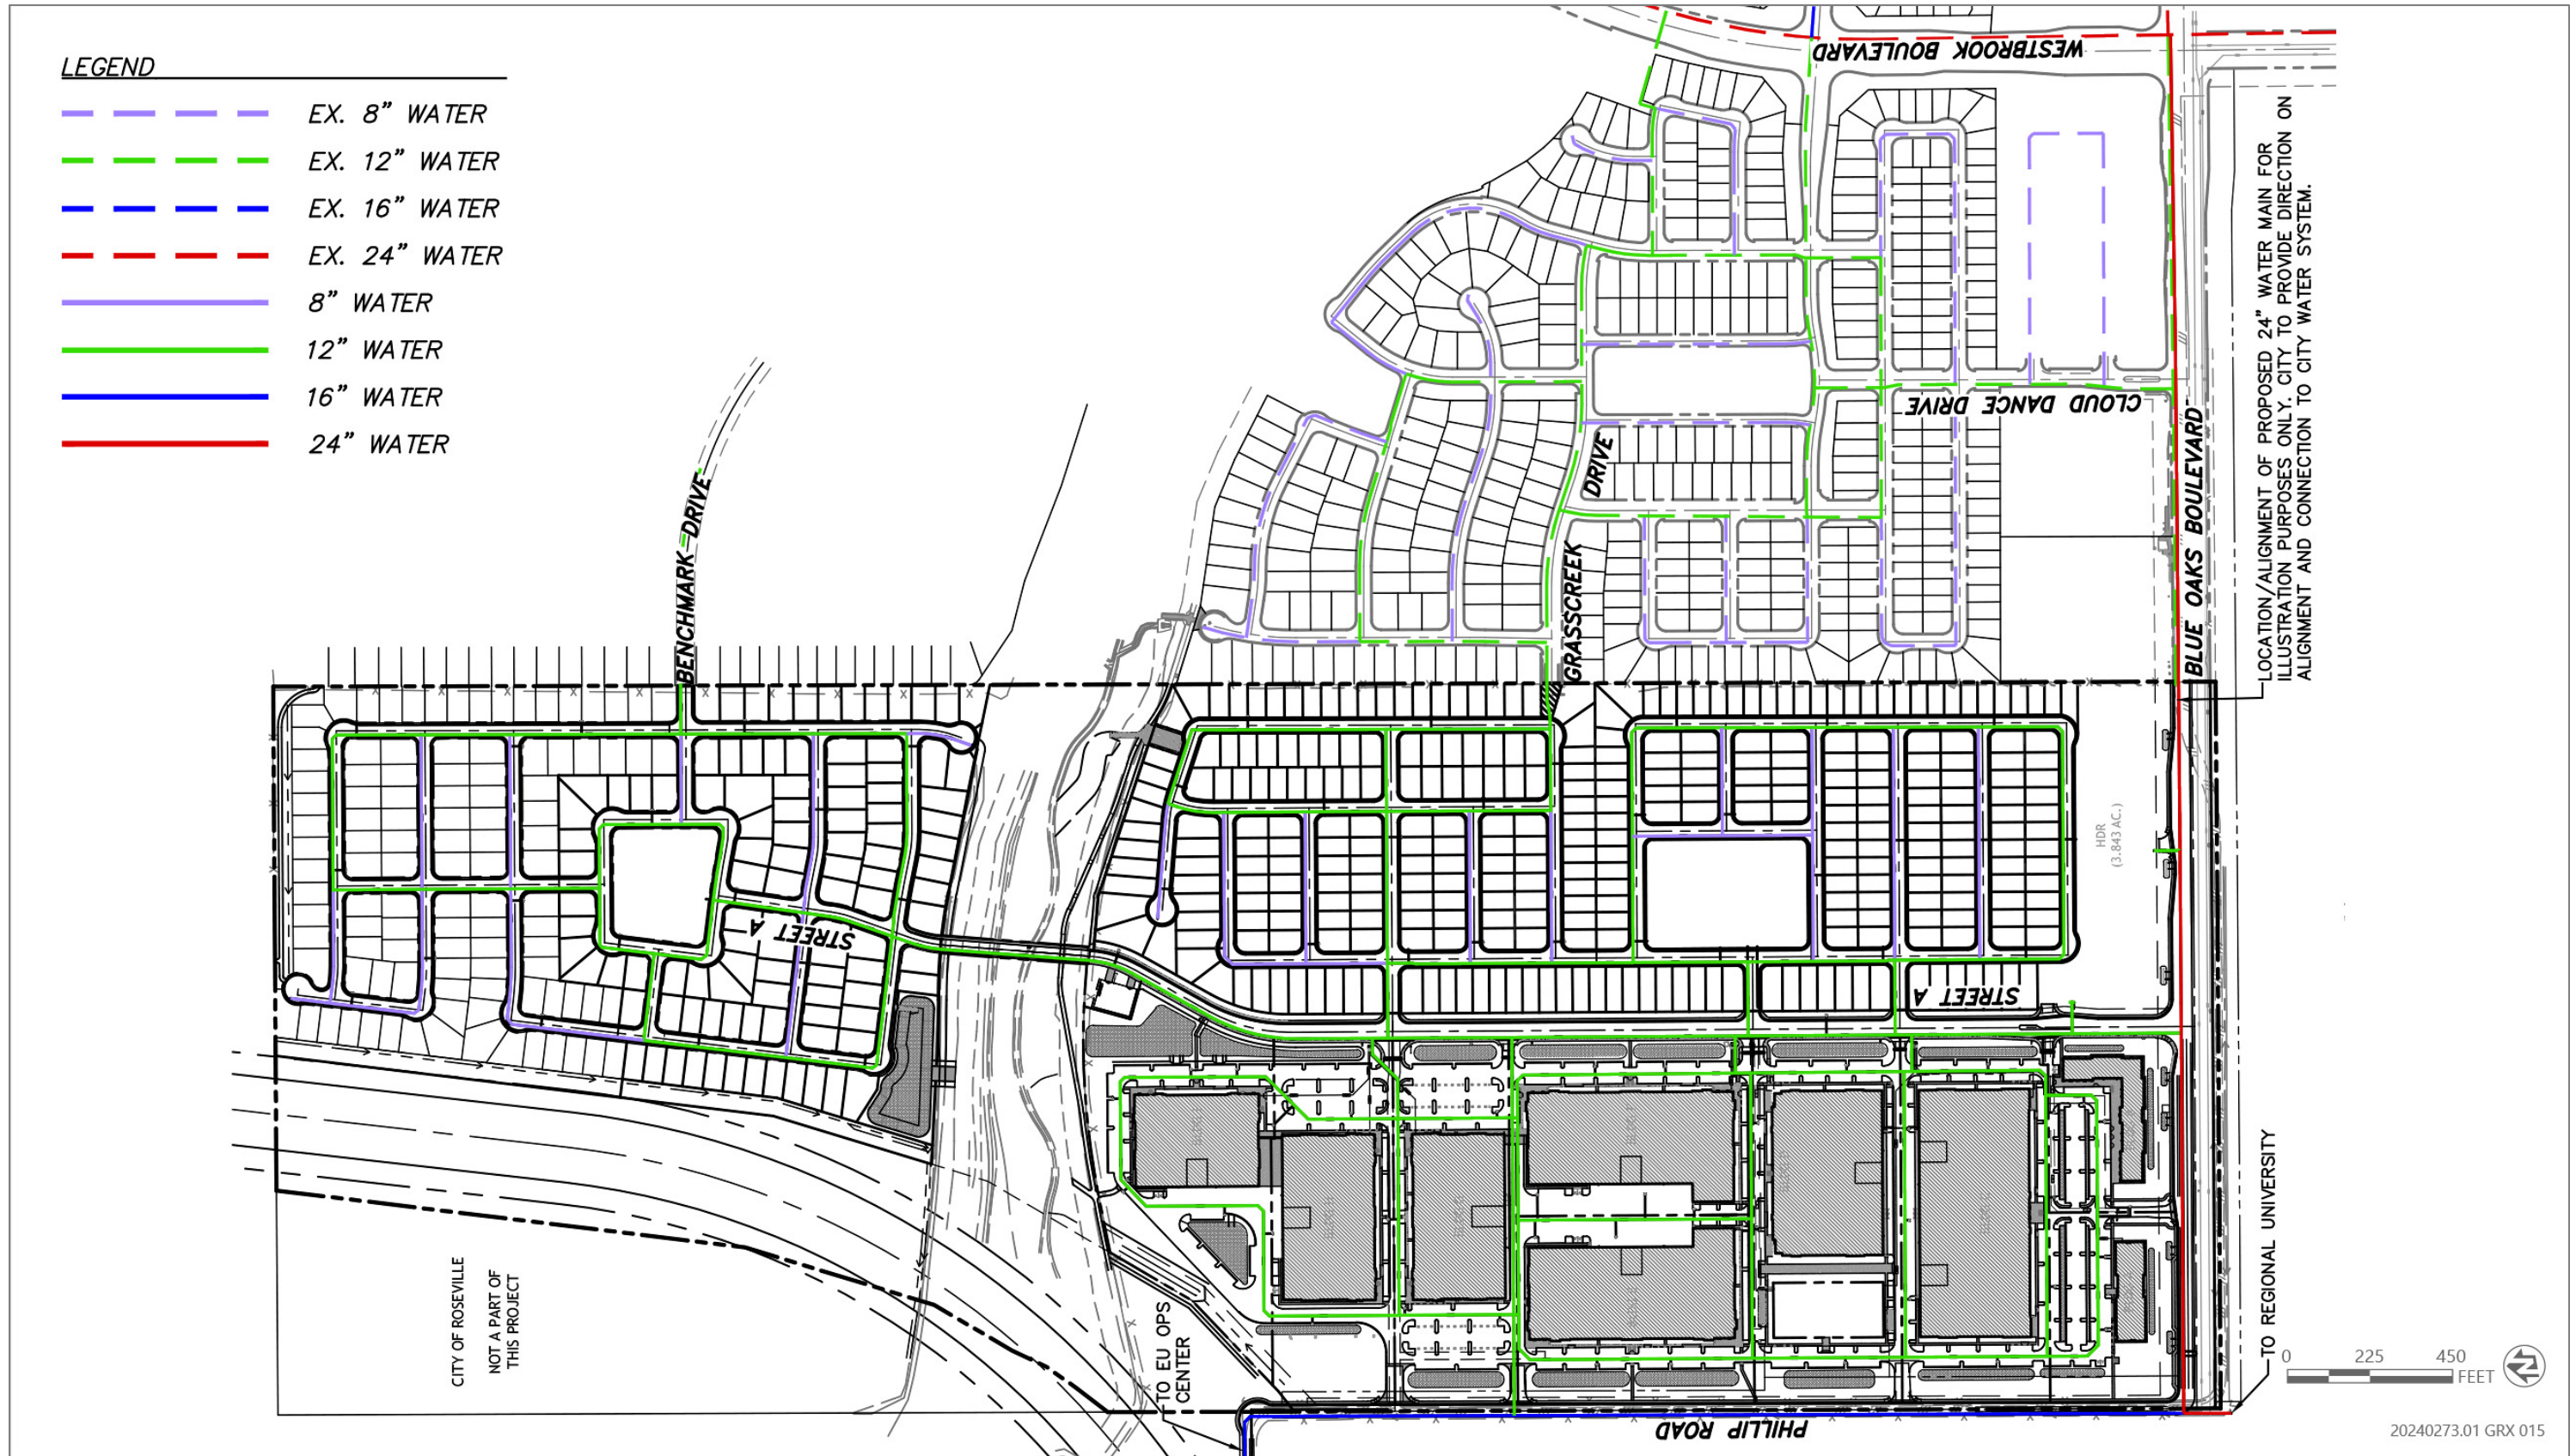 LEGEND
EX. 8" WATER
EX. 12" WATER
EX. 16" WATER
EX. 24" WATER
8" WATER
12" WATER
16" WATER
24" WATER
WESTBROOK BOULEVARD
CLOUD DANCE DRIVE
BLUE OAKS BOULEVARD
LOCATION/ALIGNMENT OF PROPOSED 24" WATER MAIN FOR
ILLUSTRATION PURPOSES ONLY. CITY TO PROVIDE DIRECTION ON
ALIGNMENT AND CONNECTION TO CITY WATER SYSTEM.
BENCHMARK DRIVE
GRASSCREEK DRIVE
STREET A
STREET A
HDR
(3.843 AC.)
CITY OF ROSEVILLE
NOT A PART OF
THIS PROJECT
TO EU OPS
CENTER
PHILLIP ROAD
TO REGIONAL UNIVERSITY
0 225 450
FEET
20240273.01 GRX 015